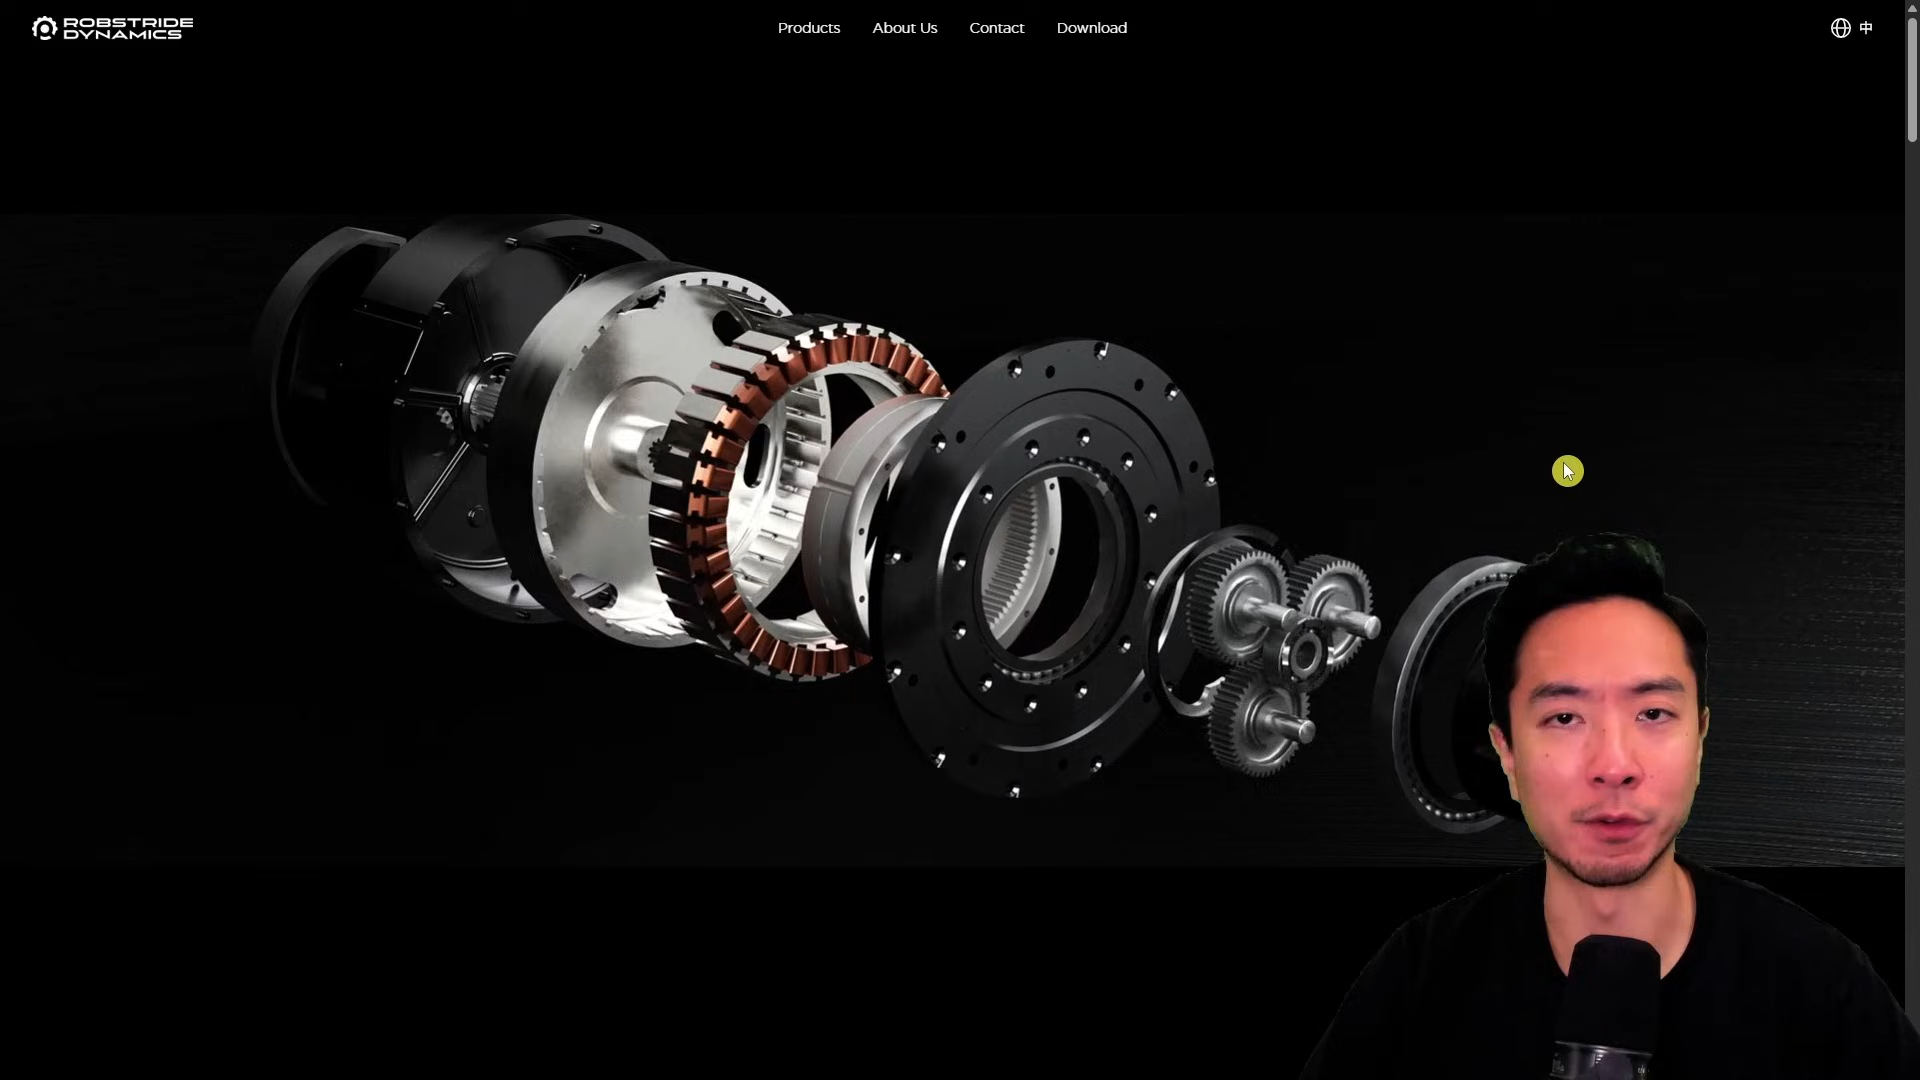 ROBSTRIDE
DYNAMICS
Products
About Us
Contact
Download
中